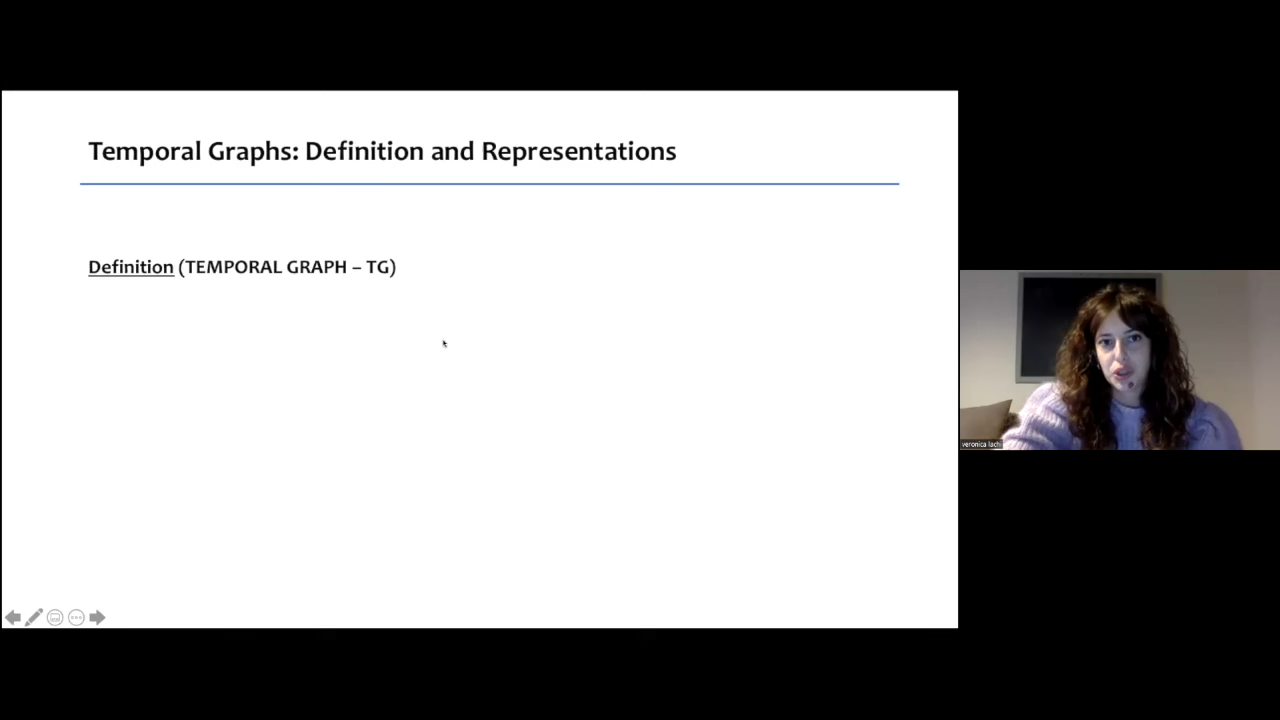 Temporal Graphs: Definition and Representations
Definition (TEMPORAL GRAPH – TG)
veronica lachi